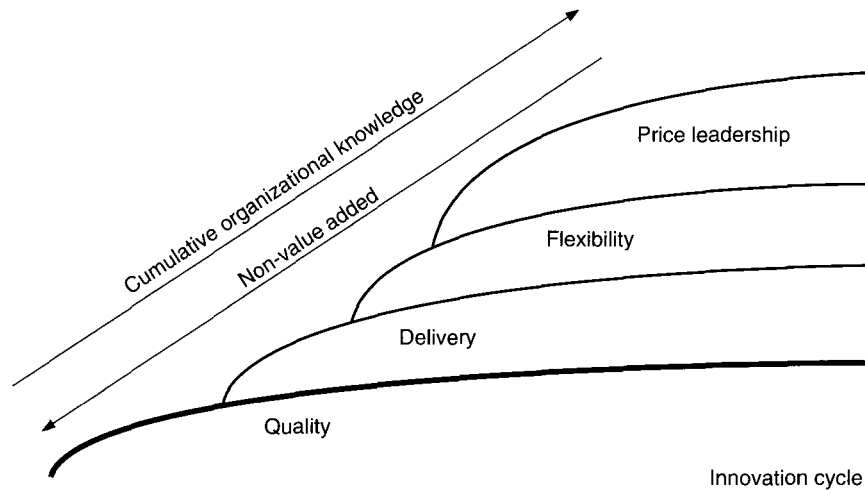 Cumulative organizational knowledge
Non-value added
Price leadership
Flexibility
Delivery
Quality
Innovation cycle